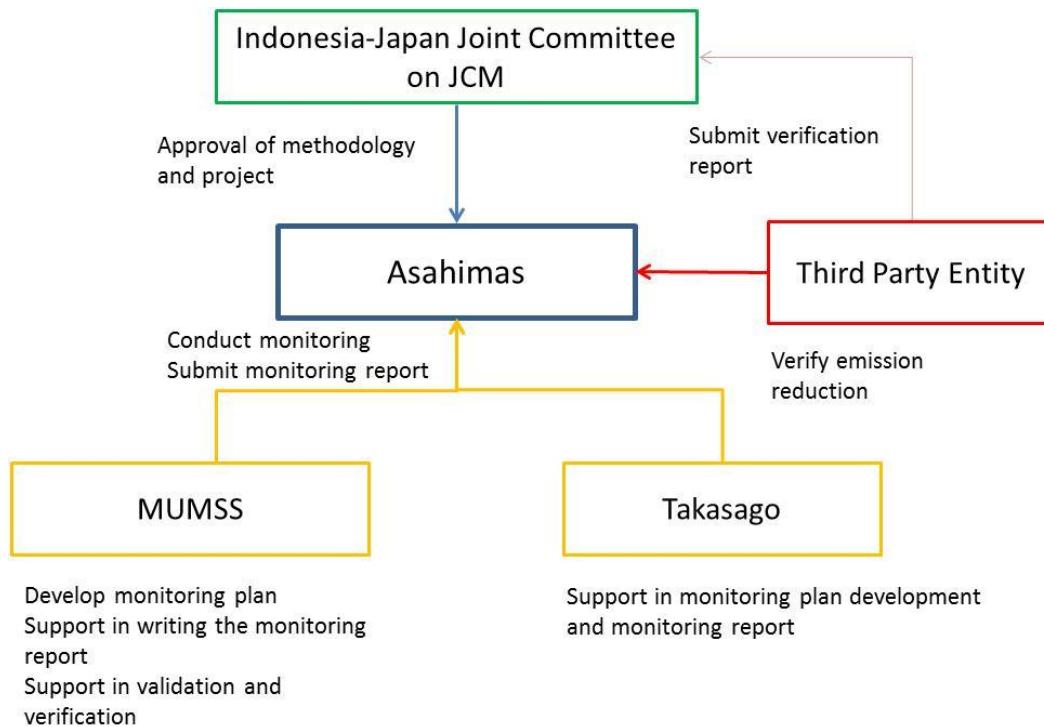 Indonesia-Japan Joint Committee
on JCM
Approval of methodology
and project
Submit verification
report
Asahimas
Third Party Entity
Conduct monitoring
Submit monitoring report
Verify emission
reduction
MUMSS
Takasago
Develop monitoring plan
Support in writing the monitoring
report
Support in validation and
verification
Support in monitoring plan development
and monitoring report